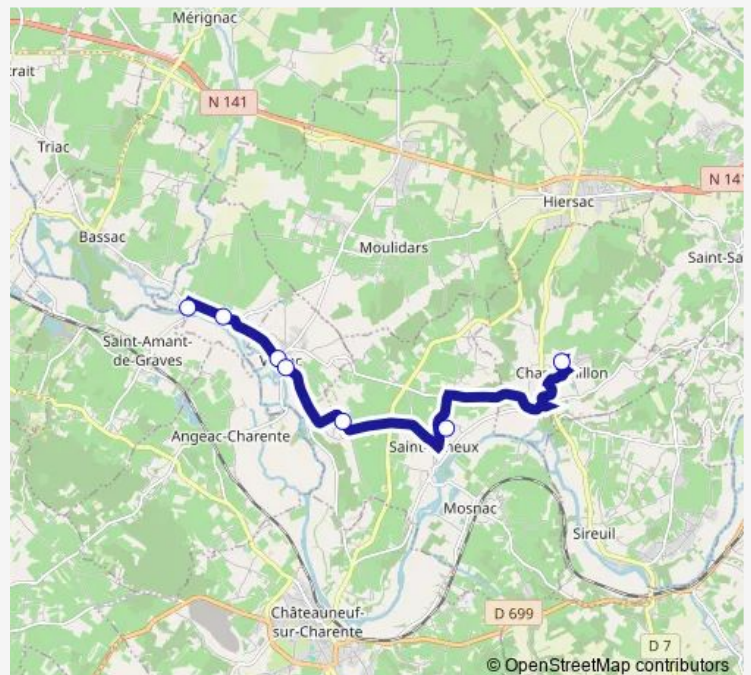 Mérignac
trait
N 141
Triac
N 141
Hiersac
Bassac
Moulidars
Saint-Sa
Saint-Amant-
de-Graves
Angeac-Charente
Mosnac
Sireuil
Châteauneuf-
sur-Charente
D 699
D 7
© OpenStreetMap contributors